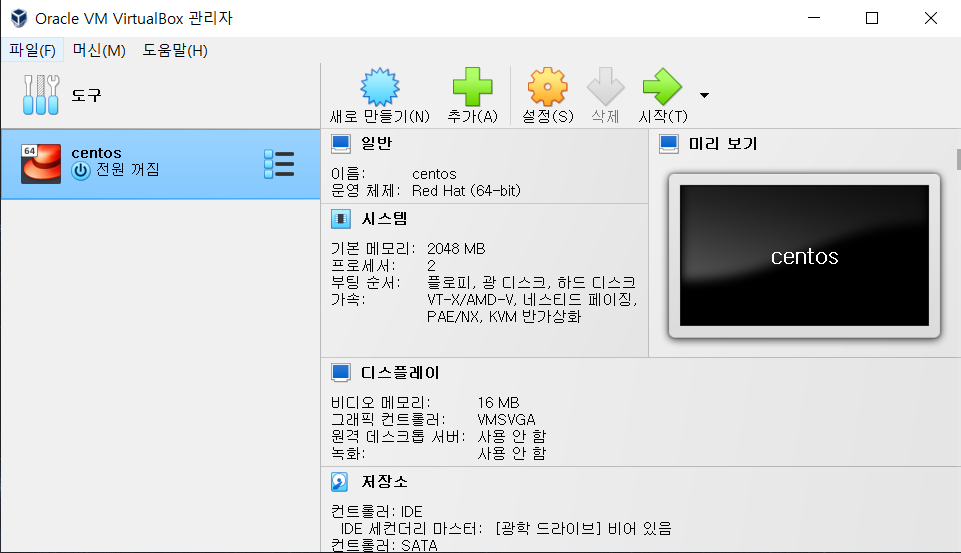 Oracle VM VirtualBox 관리자
파일(F) 머신(M) 도움말(H)
도구
새로 만들기(N) 추가(A) 설정(S) 삭제 시작(T)
64
centos
전원 꺼짐
일반
이름: centos
운영 체제: Red Hat (64-bit)
미리 보기
centos
시스템
기본 메모리: 2048 MB
프로세서: 2
부팅 순서: 플로피, 광 디스크, 하드 디스크
가속: VT-X/AMD-V, 네스티드 페이징,
PAE/NX, KVM 반가상화
디스플레이
비디오 메모리: 16 MB
그래픽 컨트롤러: VMSVGA
원격 데스크톱 서버: 사용 안 함
녹화: 사용 안 함
저장소
컨트롤러: IDE
IDE 세컨더리 마스터: [광학 드라이브] 비어 있음
컨트롤러: SATA